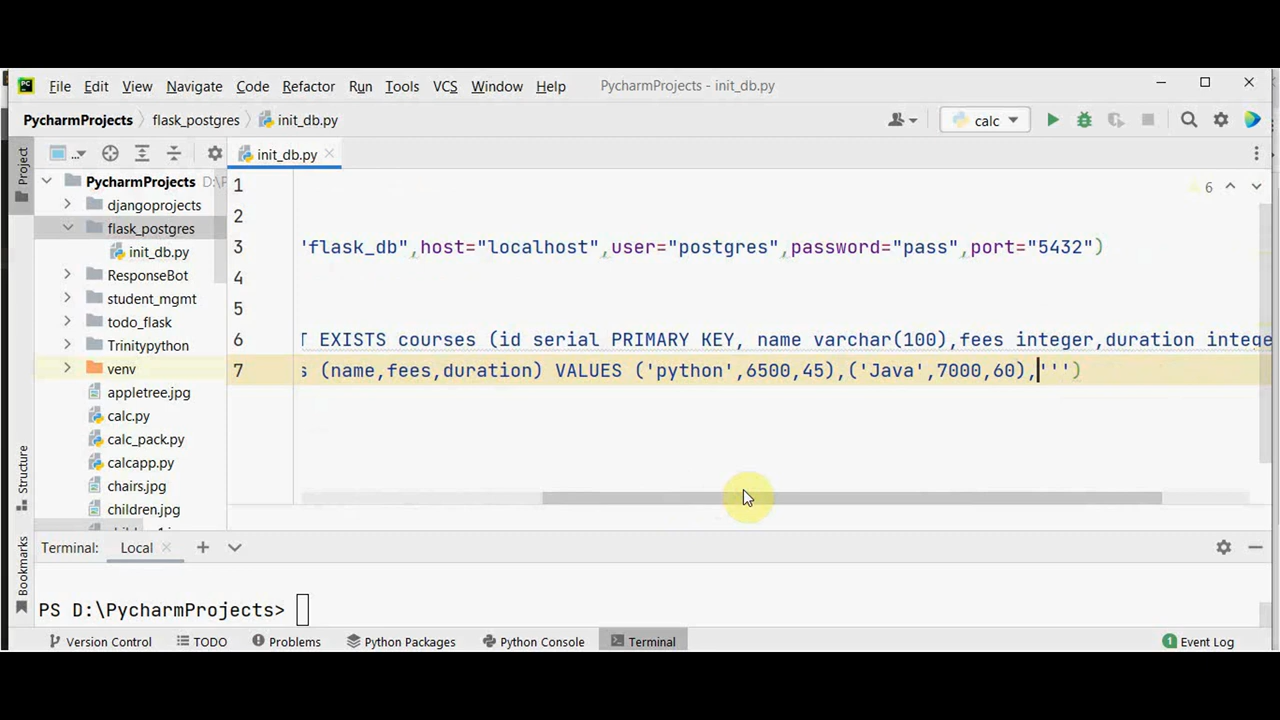 PC File Edit View Navigate Code Refactor Run Tools VCS Window Help PycharmProjects - init_db.py
PycharmProjects flask_postgres init_db.py calc
Project ... init_db.py
PycharmProjects D:\P
djangoprojects
flask_postgres
init_db.py
ResponseBot
student_mgmt
todo_flask
Trinitypython
venv
appletree.jpg
calc.py
calc_pack.py
calcapp.py
chairs.jpg
children.jpg
1
2
3 "flask_db",host="localhost",user="postgres",password="pass",port="5432")
4
5
6 T EXISTS courses (id serial PRIMARY KEY, name varchar(100),fees integer,duration intege
7 s (name,fees,duration) VALUES ('python',6500,45),('Java',7000,60),''')
6
Structure
Bookmarks
Terminal: Local
PS D:\PycharmProjects>
Version Control TODO Problems Python Packages Python Console Terminal 1 Event Log